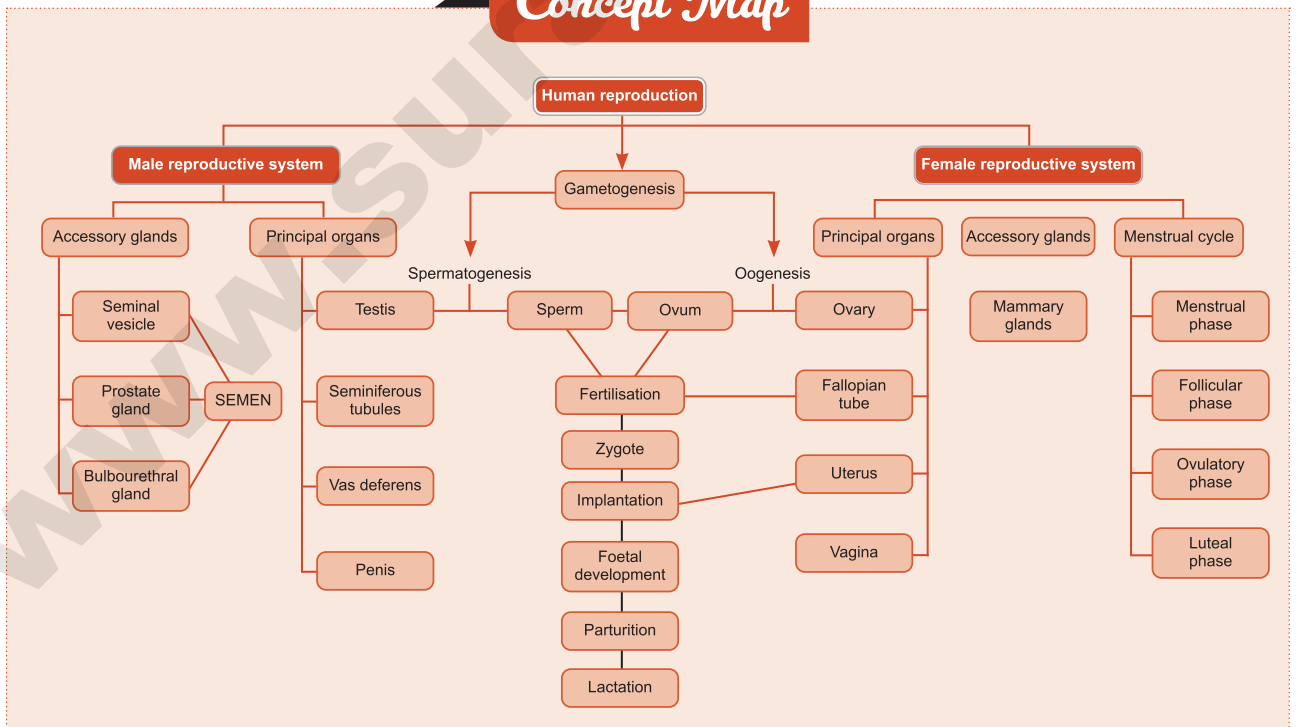 Concept Map
Human reproduction
Male reproductive system
Female reproductive system
Gametogenesis
Accessory glands
Principal organs
Principal organs
Accessory glands
Menstrual cycle
Spermatogenesis
Oogenesis
Seminal
vesicle
Testis
Sperm
Ovum
Ovary
Mammary
glands
Menstrual
phase
Prostate
gland
SEMEN
Seminiferous
tubules
Fertilisation
Fallopian
tube
Follicular
phase
Zygote
Bulbourethral
gland
Vas deferens
Implantation
Uterus
Ovulatory
phase
Foetal
development
Vagina
Luteal
phase
Penis
Parturition
Lactation
www.sur